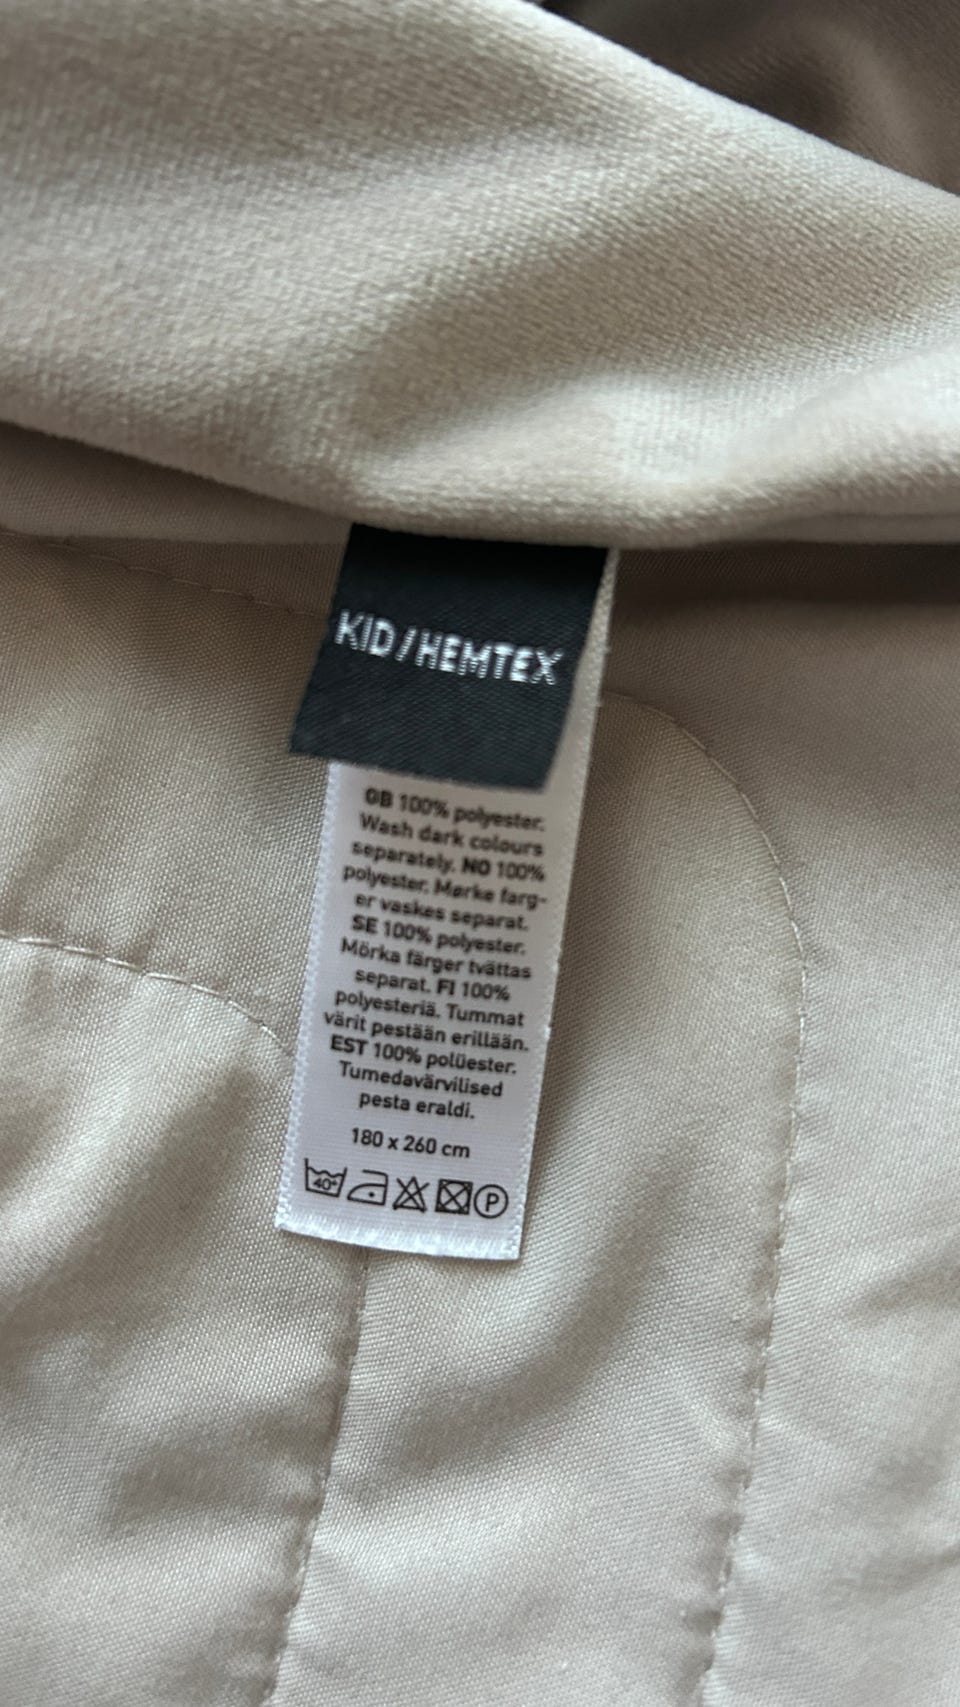 KID/HEMTEX
GB 100% polyester.
Wash dark colours
separately. NO 100%
polyester. Mørke farg-
er vaskes separat.
SE 100% polyester.
Mörka färger tvättas
separat. FI 100%
polyesteriä. Tummat
värit pestään erillään.
EST 100% polüester.
Tumedavärvilised
pesta eraldi.
180 x 260 cm
40° P